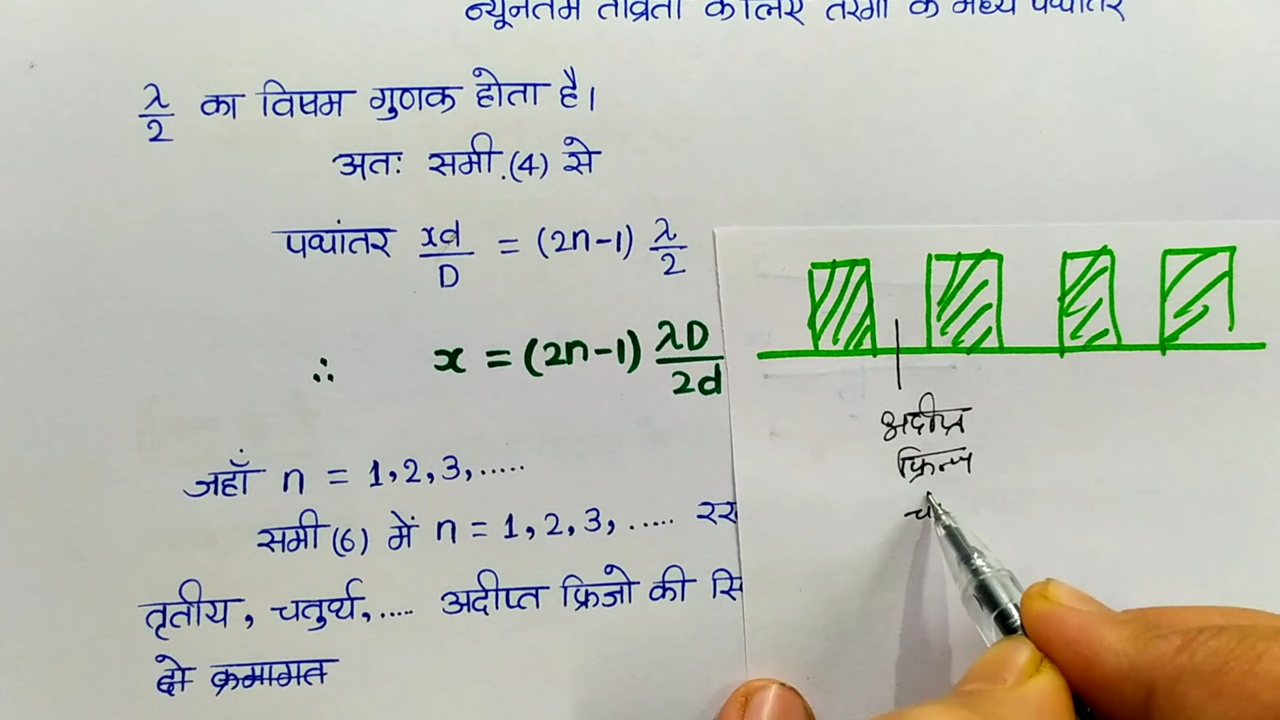 न्यूनतम तीव्रता के लिए तरंगों के मध्य पथांतर
λ/2 का विषम गुणक होता है।
अतः समी.(4) से
पथांतर xd/D = (2n-1) λ/2
∴ x = (2n-1) λD/2d
जहाँ n = 1,2,3,.....
समी(6) में n = 1,2,3,..... रख
तृतीय, चतुर्थ,.... अदीप्त फ्रिजो की
दो क्रमागत
अदीप्त
फ्रिन्ज